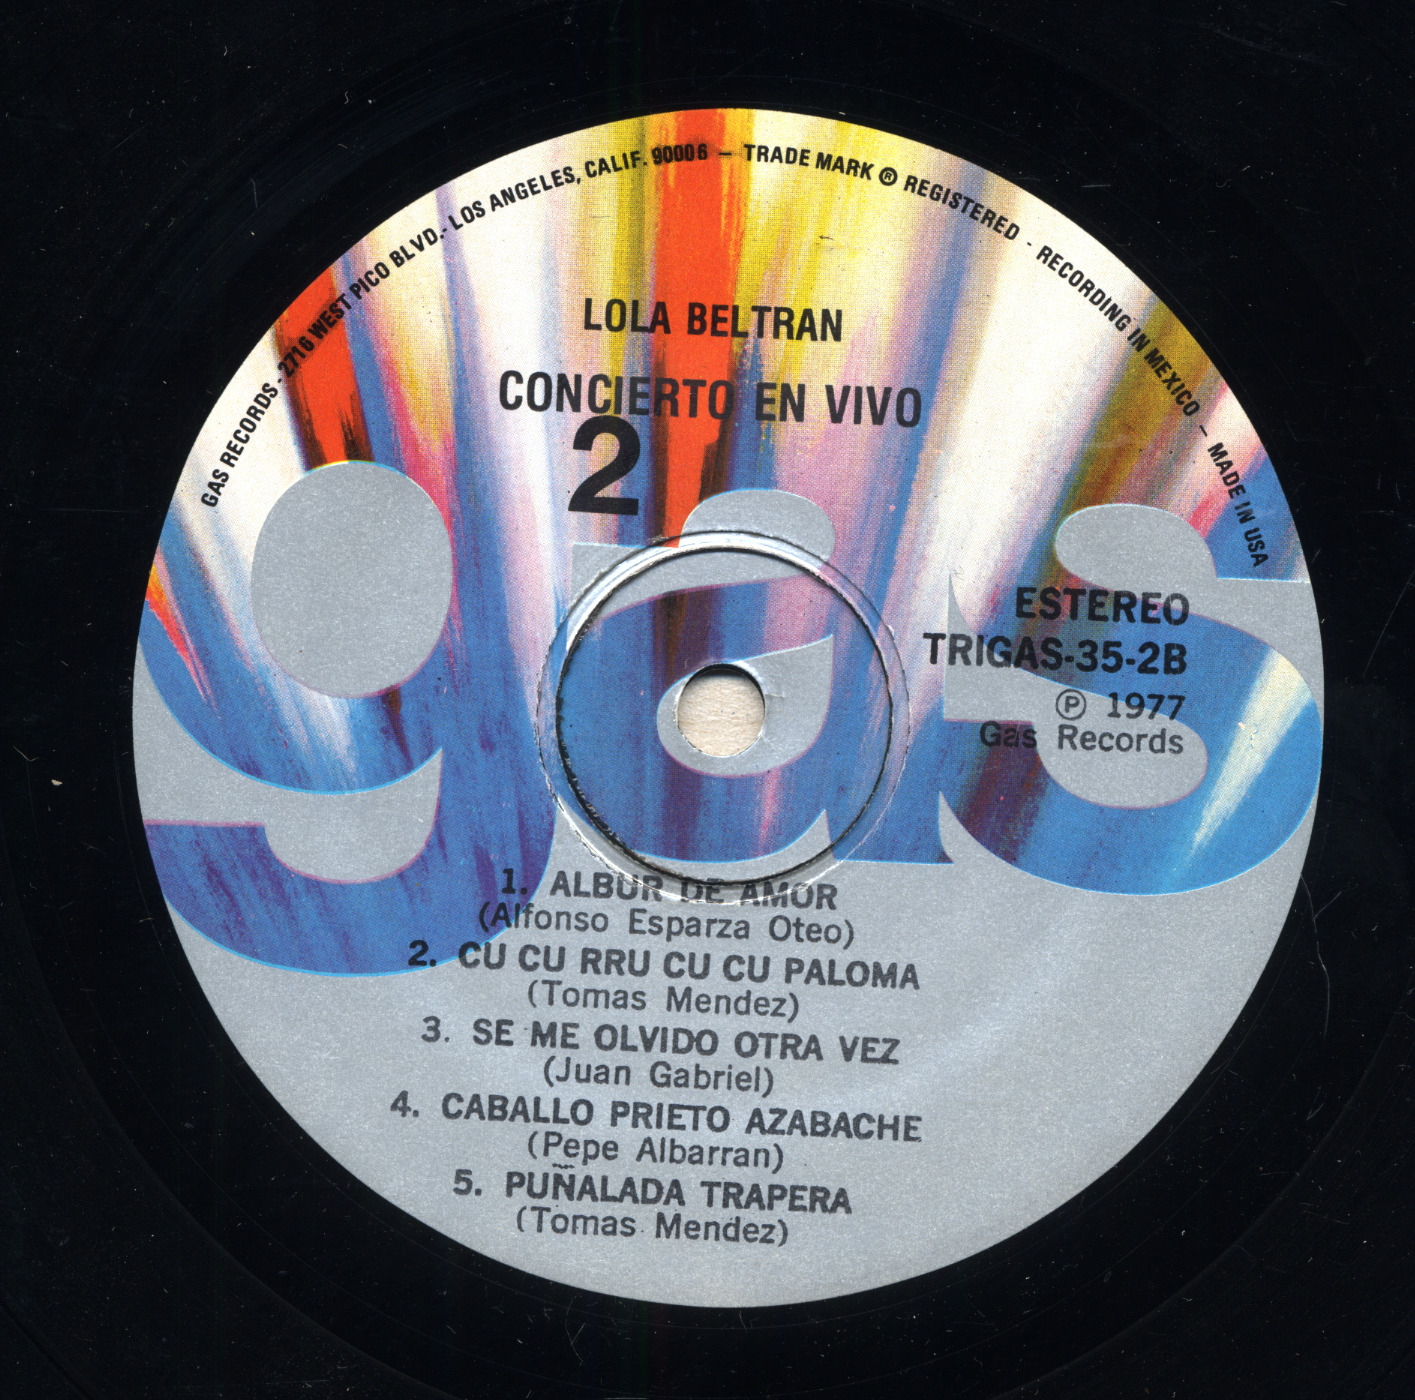 GAS RECORDS - 2716 WEST PICO BLVD. - LOS ANGELES, CALIF. 90006 — TRADE MARK ® REGISTERED - RECORDING IN MEXICO — MADE IN USA
LOLA BELTRAN
CONCIERTO EN VIVO
2
gas
ESTEREO
TRIGAS-35-2B
Ⓟ 1977
Gas Records
1. ALBUR DE AMOR
(Alfonso Esparza Oteo)
2. CU CU RRU CU CU PALOMA
(Tomas Mendez)
3. SE ME OLVIDO OTRA VEZ
(Juan Gabriel)
4. CABALLO PRIETO AZABACHE
(Pepe Albarran)
5. PUÑALADA TRAPERA
(Tomas Mendez)